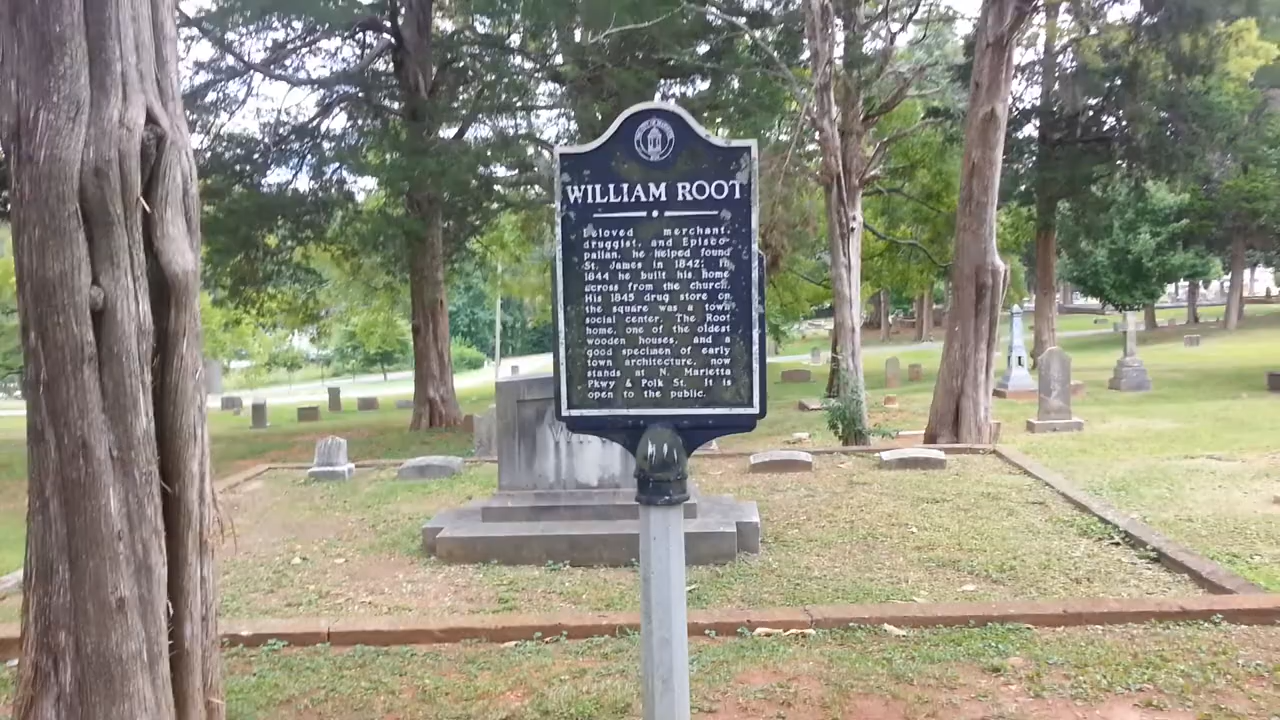 WILLIAM ROOT
Beloved merchant,
druggist, and Episco-
palian, he helped found
St. James in 1842; in
1844 he built his home
across from the church.
His 1845 drug store on
the square was a town
social center. The Root
home, one of the oldest
wooden houses, and a
good specimen of early
town architecture, now
stands at N. Marietta
Pkwy & Polk St. It is
open to the public.